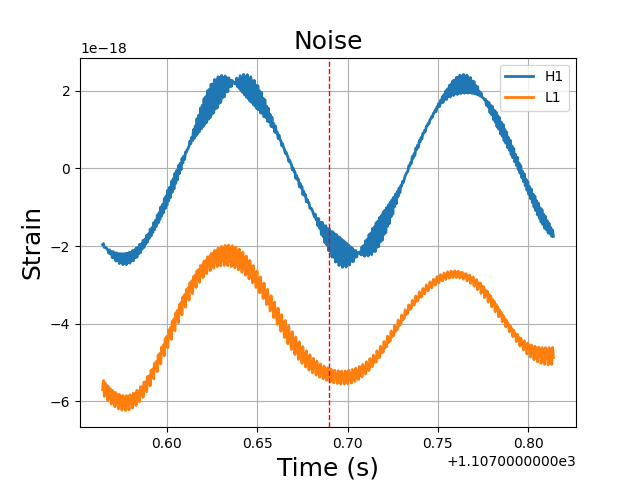 Noise
1e−18
H1
L1
2
0
−2
−4
−6
Strain
0.60 0.65 0.70 0.75 0.80
+1.1070000000e3
Time (s)